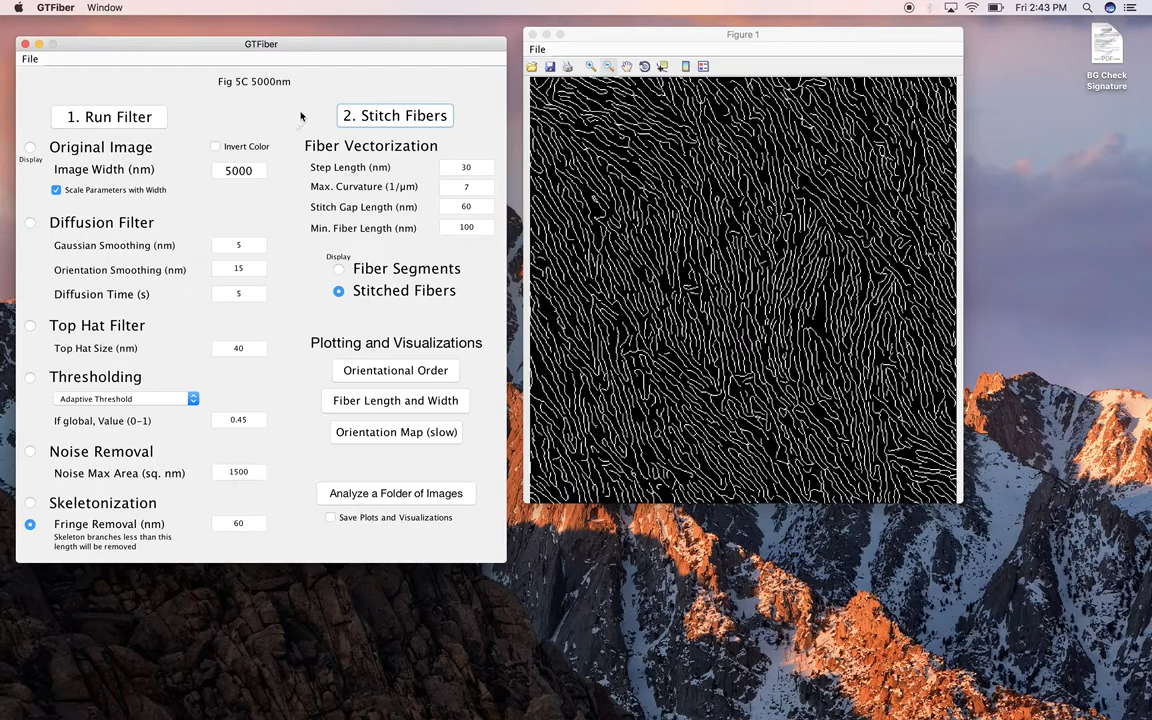 GTFiber Window
Fri 2:43 PM
GTFiber
File
Fig 5C 5000nm
1. Run Filter
Display
Original Image
Invert Color
Image Width (nm)
5000
Scale Parameters with Width
Diffusion Filter
Gaussian Smoothing (nm)
5
Orientation Smoothing (nm)
15
Diffusion Time (s)
5
Top Hat Filter
Top Hat Size (nm)
40
Thresholding
Adaptive Threshold
If global, Value (0-1)
0.45
Noise Removal
Noise Max Area (sq. nm)
1500
Skeletonization
Fringe Removal (nm)
60
Skeleton branches less than this
length will be removed
2. Stitch Fibers
Fiber Vectorization
Step Length (nm)
30
Max. Curvature (1/μm)
7
Stitch Gap Length (nm)
60
Min. Fiber Length (nm)
100
Display
Fiber Segments
Stitched Fibers
Plotting and Visualizations
Orientational Order
Fiber Length and Width
Orientation Map (slow)
Analyze a Folder of Images
Save Plots and Visualizations
Figure 1
File
PDF
BG Check
Signature